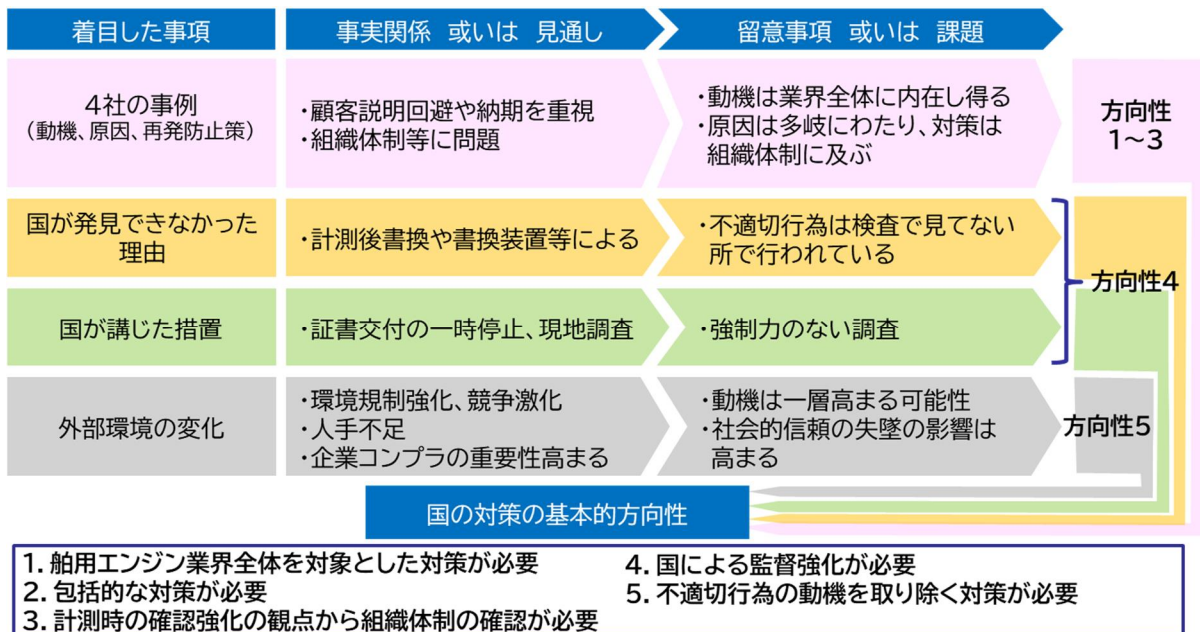 着目した事項
事実関係 或いは 見通し
留意事項 或いは 課題
4社の事例
（動機、原因、再発防止策）
・顧客説明回避や納期を重視
・組織体制等に問題
・動機は業界全体に内在し得る
・原因は多岐にわたり、対策は
組織体制に及ぶ
方向性
1～3
国が発見できなかった
理由
・計測後書換や書換装置等による
・不適切行為は検査で見てない
所で行われている
方向性4
国が講じた措置
・証書交付の一時停止、現地調査
・強制力のない調査
外部環境の変化
・環境規制強化、競争激化
・人手不足
・企業コンプラの重要性高まる
・動機は一層高まる可能性
・社会的信頼の失墜の影響は
高まる
方向性5
国の対策の基本的方向性
1. 舶用エンジン業界全体を対象とした対策が必要
2. 包括的な対策が必要
3. 計測時の確認強化の観点から組織体制の確認が必要
4. 国による監督強化が必要
5. 不適切行為の動機を取り除く対策が必要